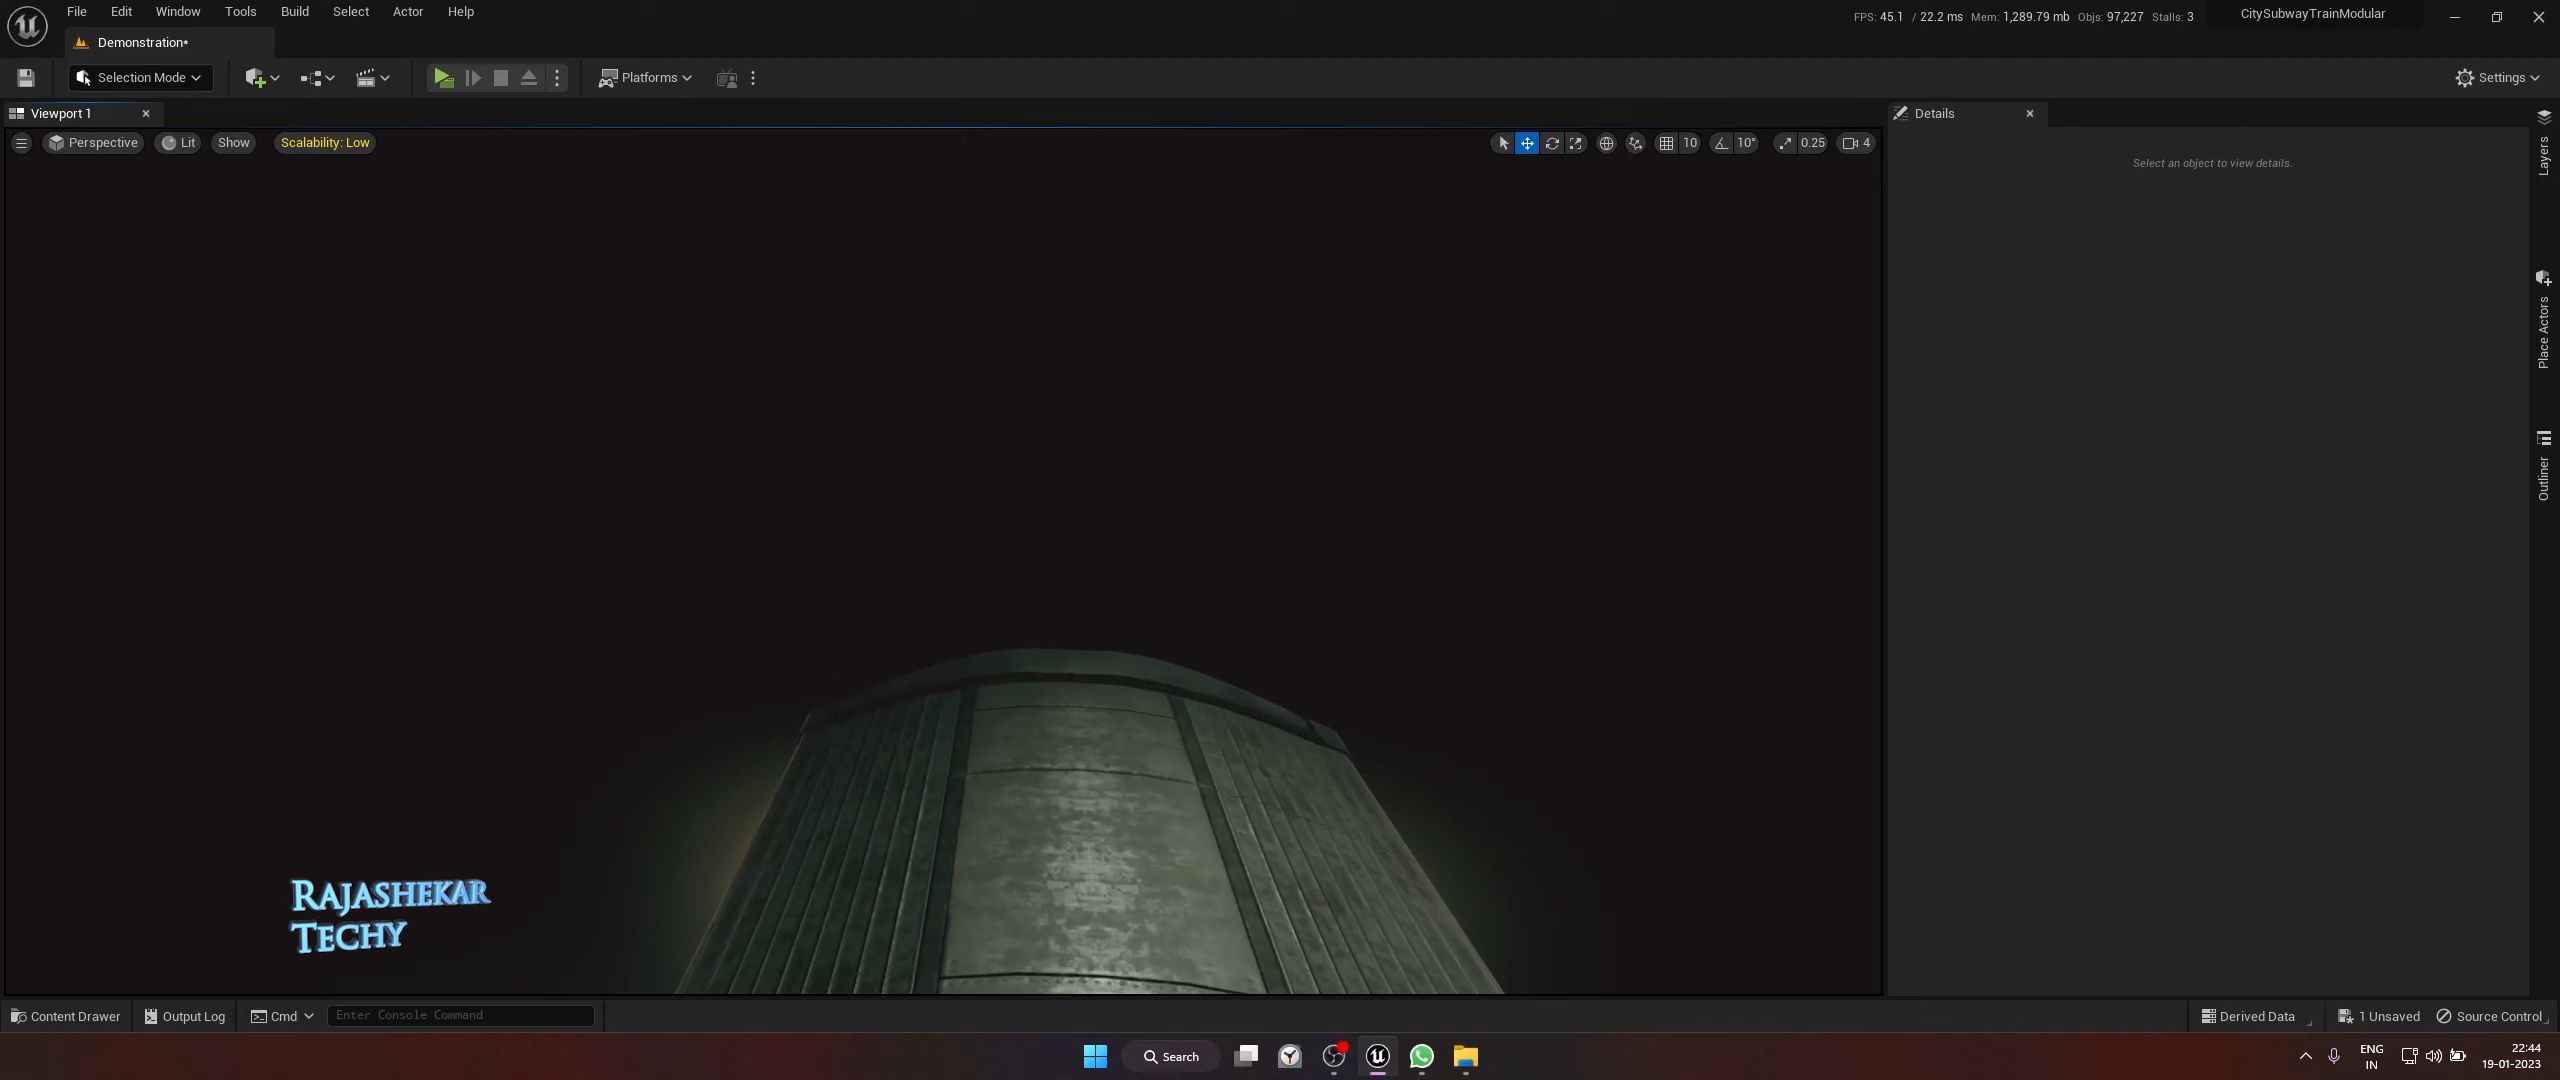 File Edit Window Tools Build Select Actor Help
FPS: 45.1 / 22.2 ms Mem: 1,289.79 mb Objs: 97,227 Stalls: 3
CitySubwayTrainModular
Demonstration*
Selection Mode
Platforms
Settings
Viewport 1
Details
Perspective Lit Show Scalability: Low
10 10° 0.25 4
Select an object to view details.
Layers
Place Actors
Outliner
RAJASHEKAR
TECHY
Content Drawer Output Log Cmd Enter Console Command
Derived Data 1 Unsaved Source Control
Search
ENG
IN
22:44
19-01-2023